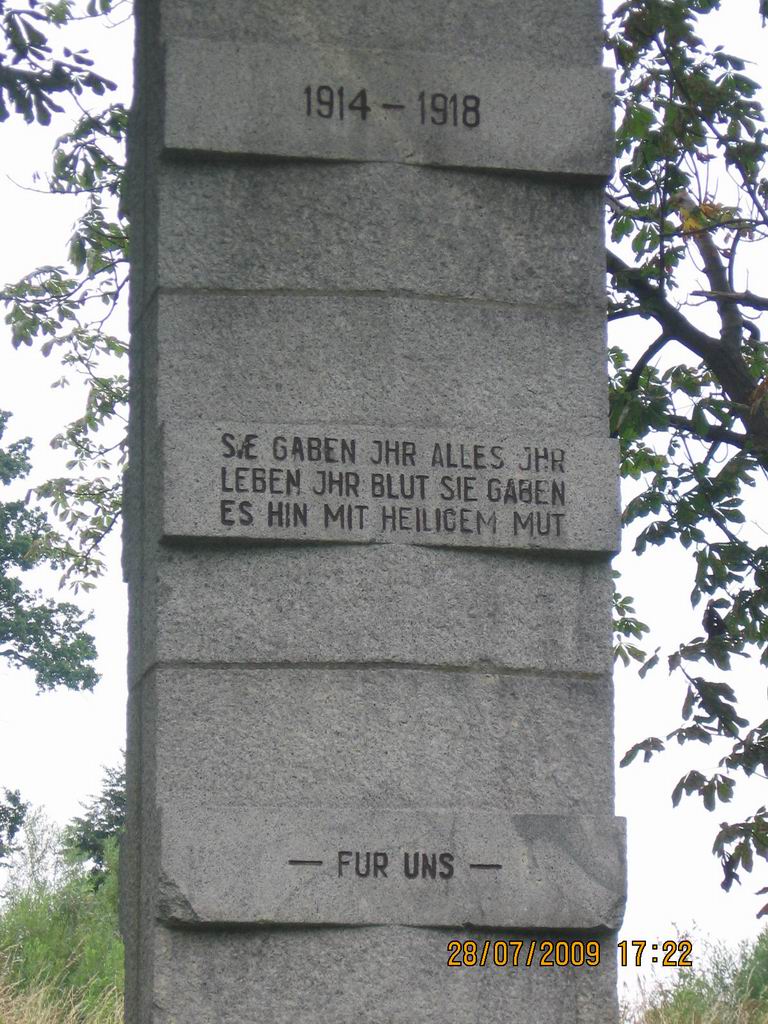 1914 – 1918
SIE GABEN JHR ALLES JHR
LEBEN JHR BLUT SIE GABEN
ES HIN MIT HEILIGEM MUT
— FUR UNS —
28/07/2009 17:22